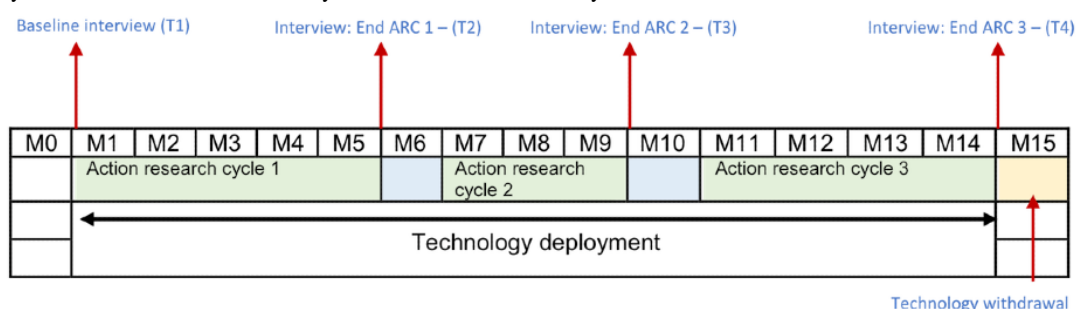 Baseline interview (T1) Interview: End ARC 1 – (T2) Interview: End ARC 2 – (T3) Interview: End ARC 3 – (T4)
M0 M1 M2 M3 M4 M5 M6 M7 M8 M9 M10 M11 M12 M13 M14 M15
Action research cycle 1 Action research Action research cycle 3
cycle 2
Technology deployment
Technology withdrawal